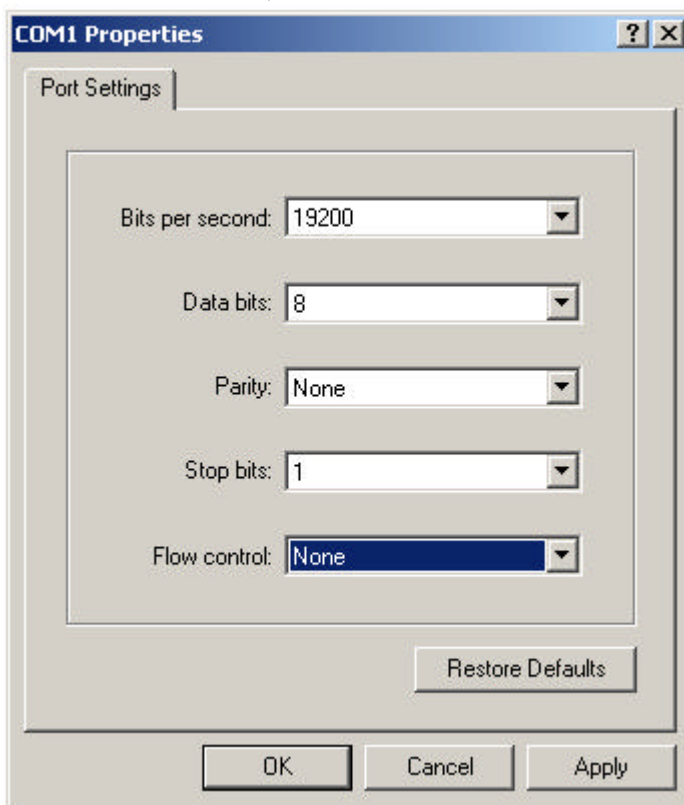 COM1 Properties
Port Settings
Bits per second: 19200
Data bits: 8
Parity: None
Stop bits: 1
Flow control: None
Restore Defaults
OK Cancel Apply